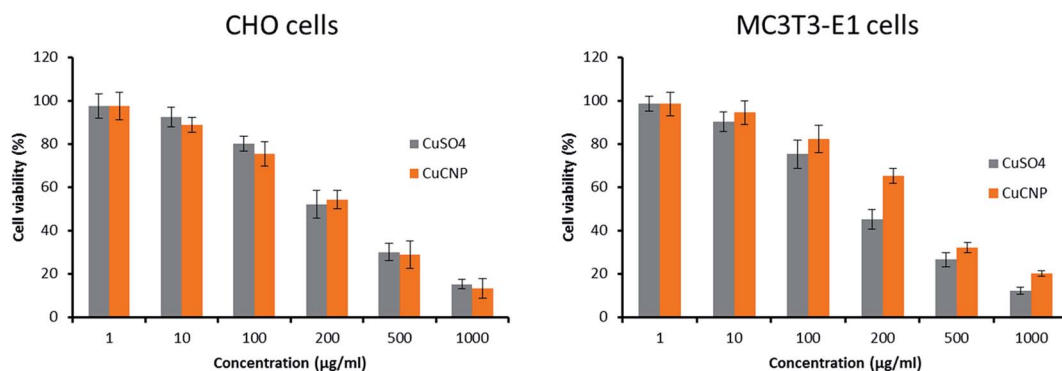 CHO cells
120
100
80
60
40
20
0
Cell viability (%)
CuSO4
CuCNP
1 10 100 200 500 1000
Concentration (µg/ml)
MC3T3-E1 cells
120
100
80
60
40
20
0
Cell viability (%)
CuSO4
CuCNP
1 10 100 200 500 1000
Concentration (µg/ml)